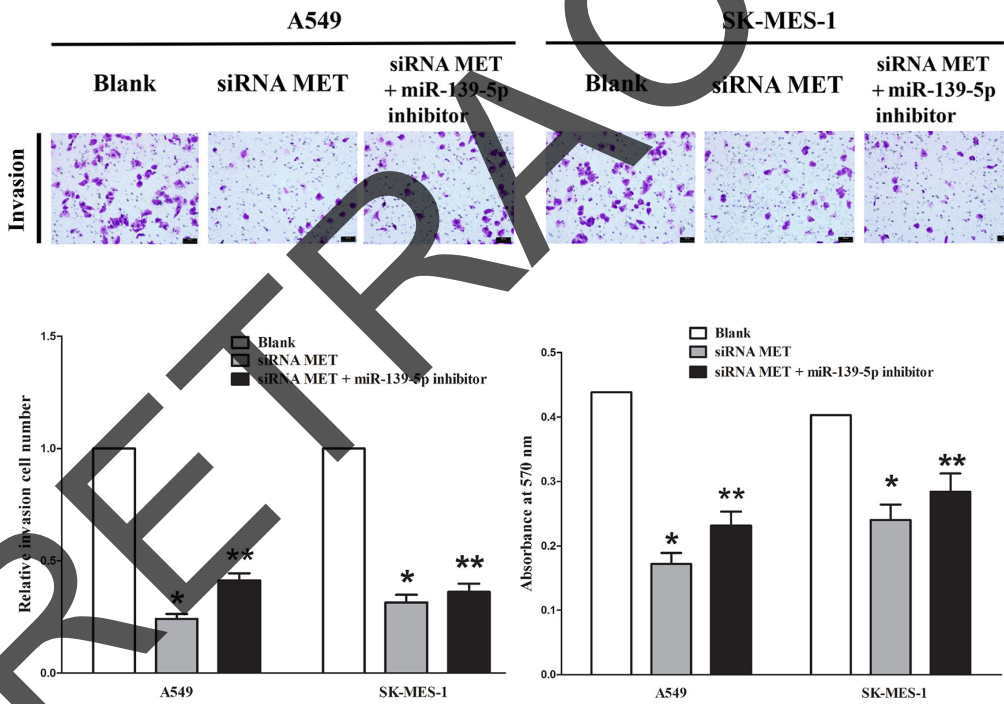 A549
SK-MES-1
Blank
siRNA MET
siRNA MET
+ miR-139-5p
inhibitor
Blank
siRNA MET
siRNA MET
+ miR-139-5p
inhibitor
Invasion
Relative invasion cell number
1.5
1.0
0.5
0.0
Blank
siRNA MET
siRNA MET + miR-139-5p inhibitor
*
**
*
**
A549
SK-MES-1
Absorbance at 570 nm
0.5
0.4
0.3
0.2
0.1
0.0
Blank
siRNA MET
siRNA MET + miR-139-5p inhibitor
*
**
*
**
A549
SK-MES-1
RETRAC